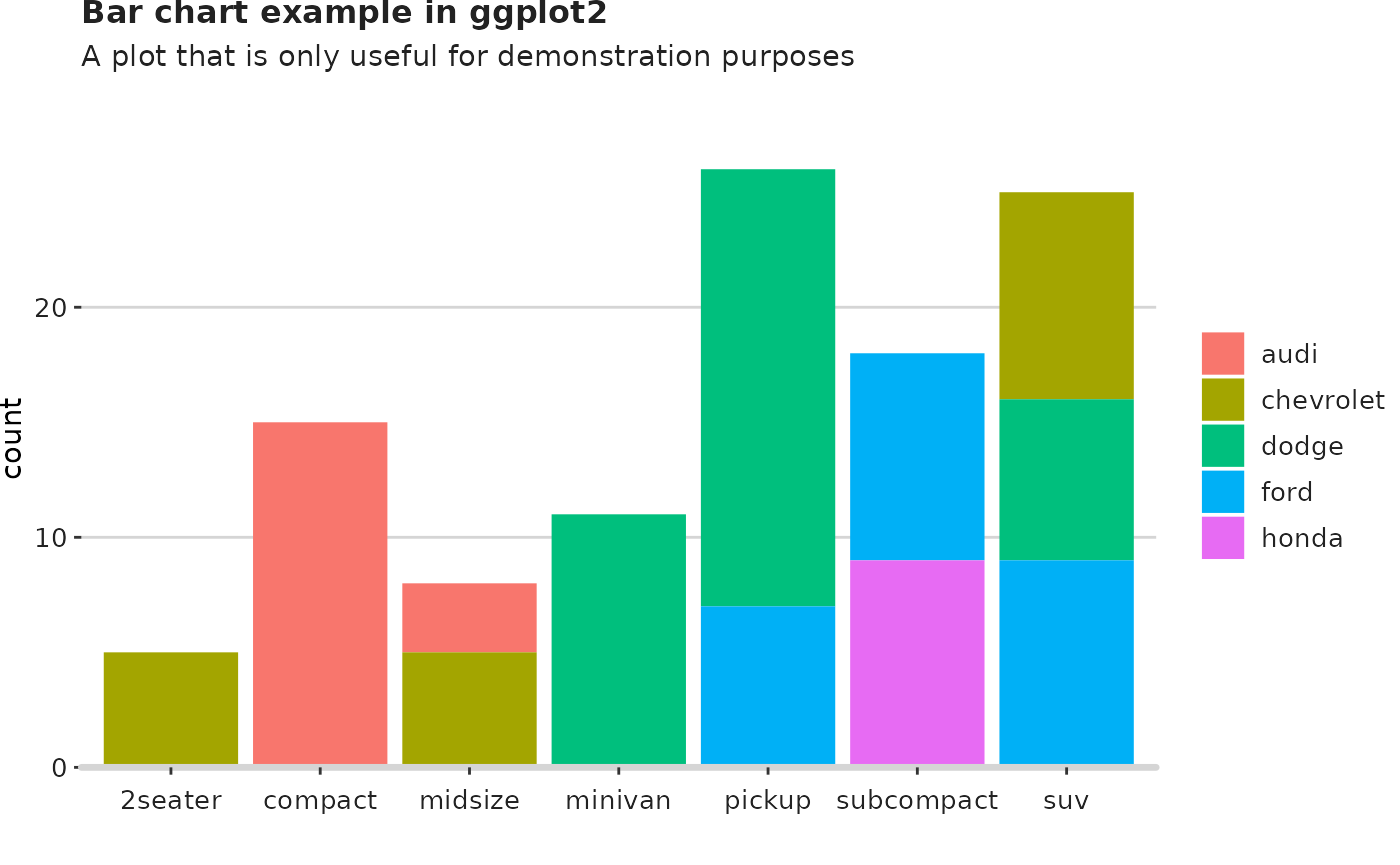 Bar chart example in ggplot2
A plot that is only useful for demonstration purposes
count
20
10
0
2seater
compact
midsize
minivan
pickup
subcompact
suv
audi
chevrolet
dodge
ford
honda